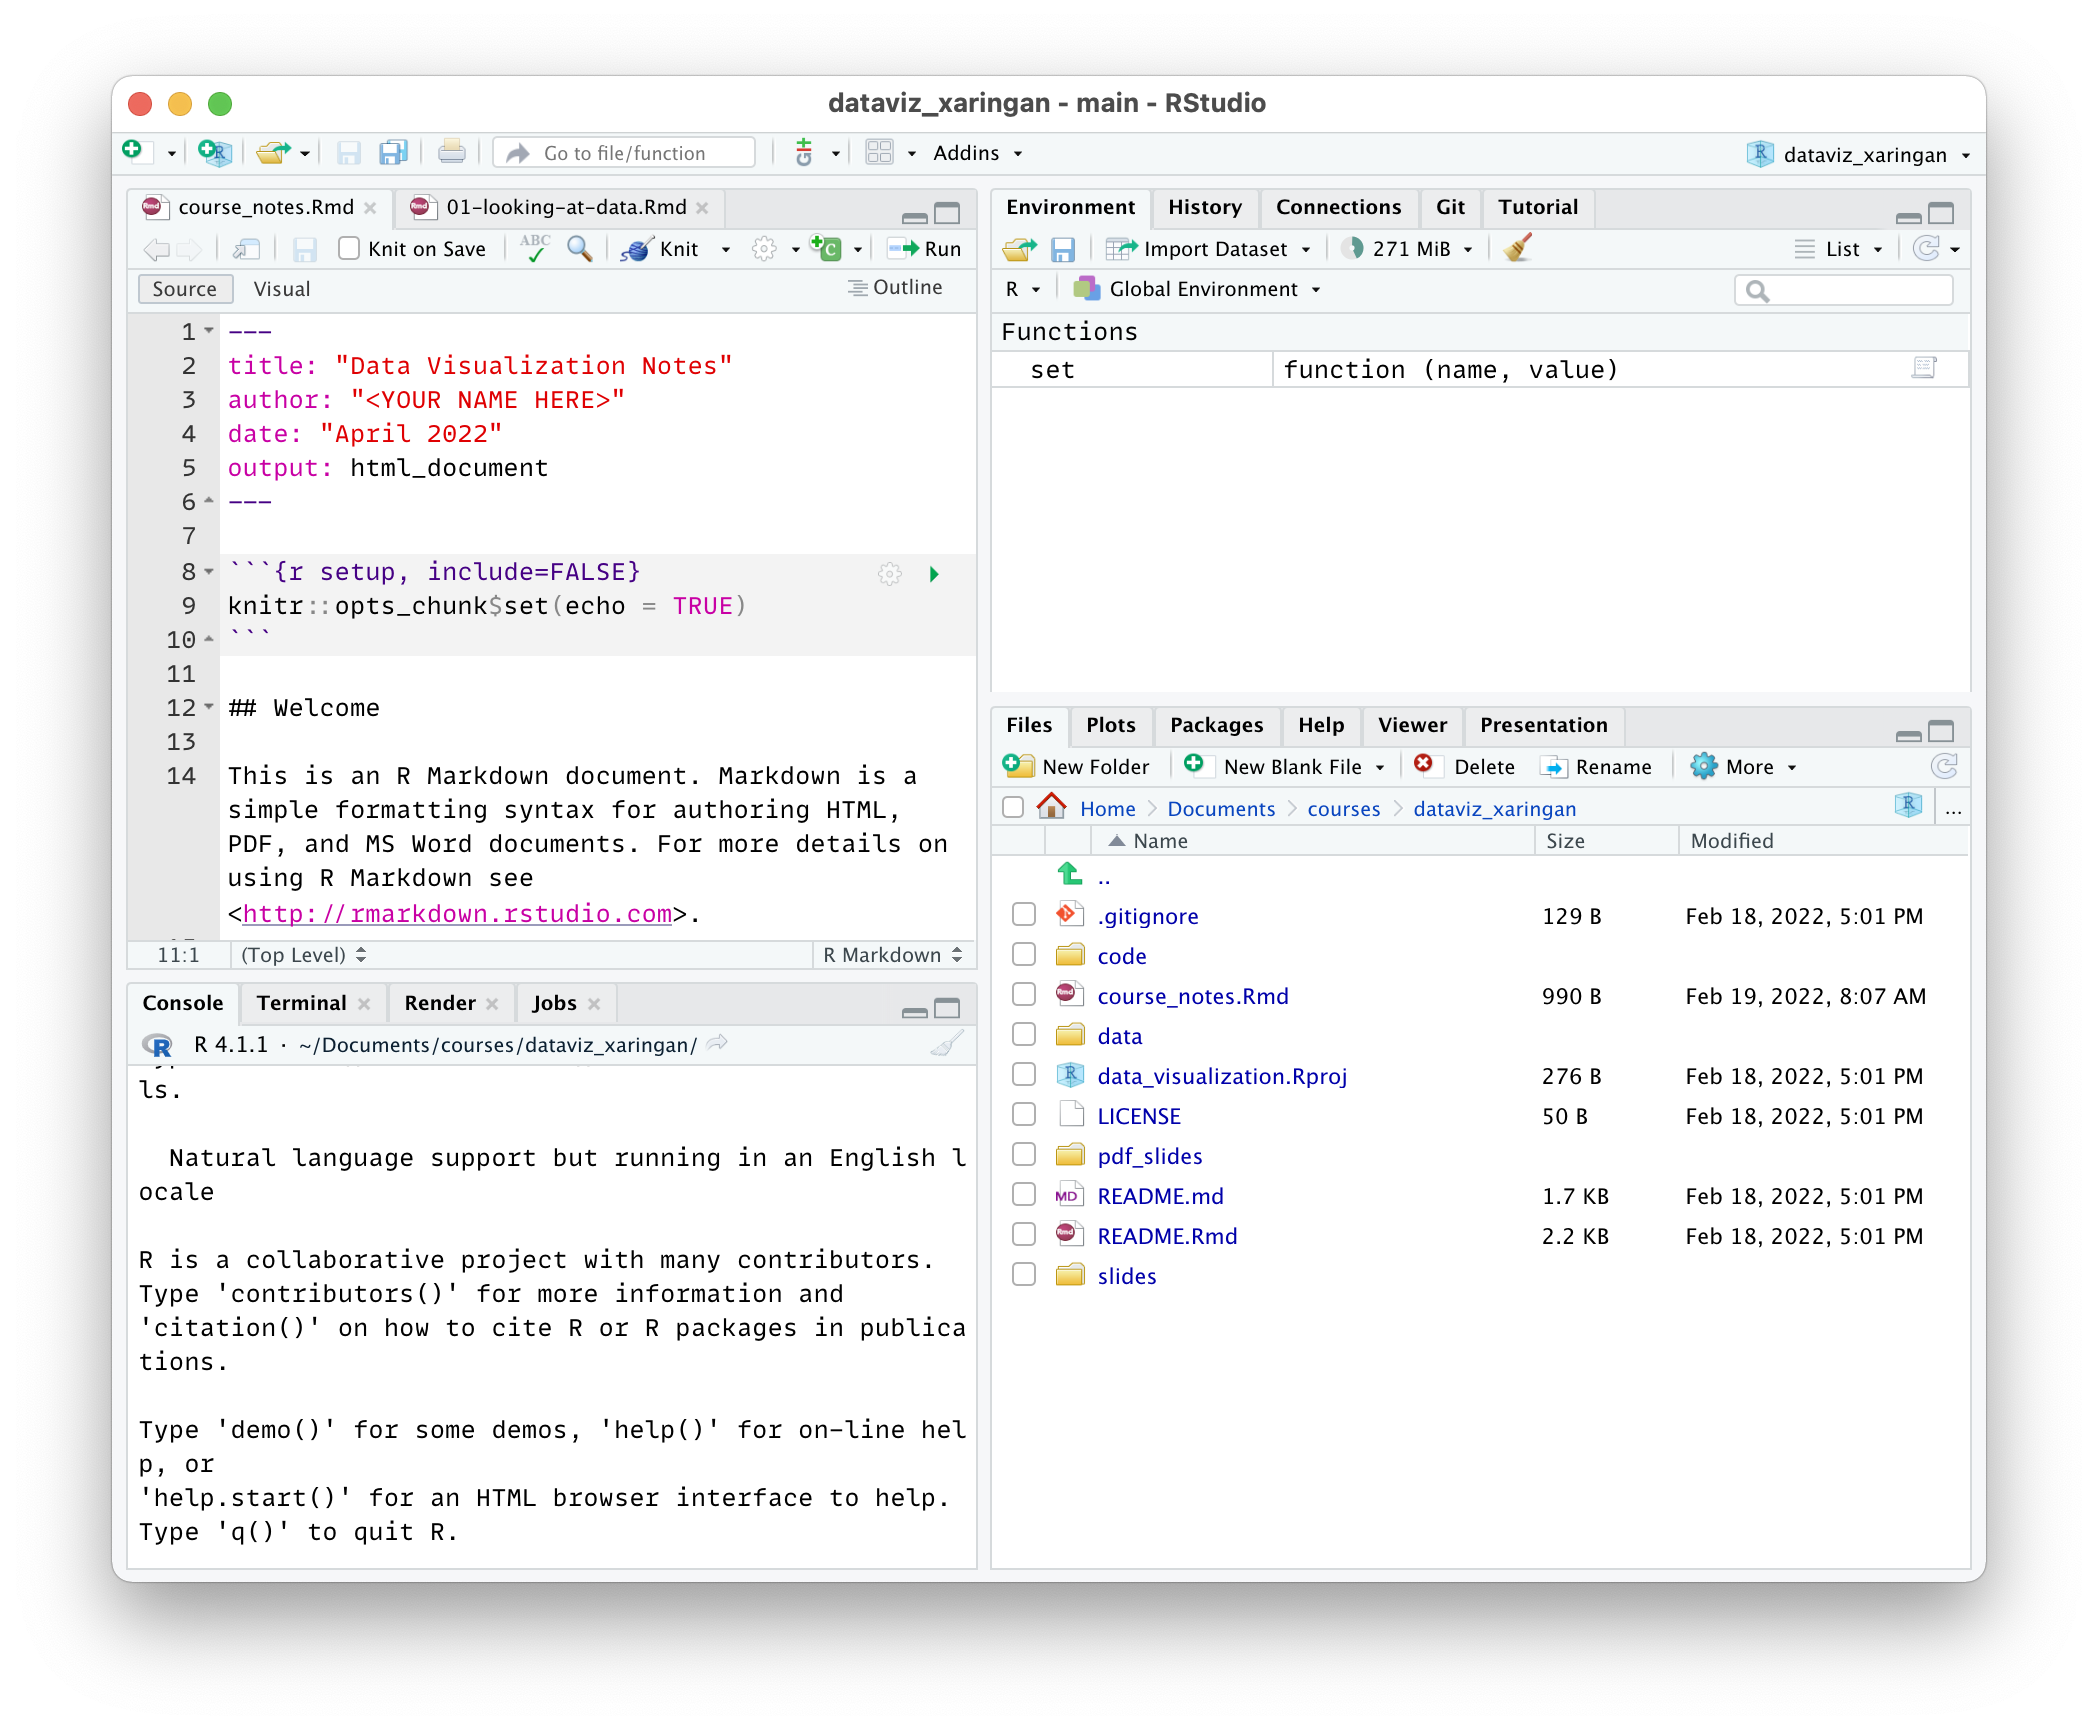 dataviz_xaringan - main - RStudio
Go to file/function
Addins
dataviz_xaringan
course_notes.Rmd
01-looking-at-data.Rmd
Knit on Save
ABC
Knit
Run
Source
Visual
Outline
1 ---
2 title: "Data Visualization Notes"
3 author: "<YOUR NAME HERE>"
4 date: "April 2022"
5 output: html_document
6 ---
7
8 ```{r setup, include=FALSE}
9 knitr::opts_chunk$set(echo = TRUE)
10 ```
11
12 ## Welcome
13
14 This is an R Markdown document. Markdown is a
simple formatting syntax for authoring HTML,
PDF, and MS Word documents. For more details on
using R Markdown see
<http://rmarkdown.rstudio.com>.
11:1
(Top Level)
R Markdown
Console
Terminal
Render
Jobs
R 4.1.1 · ~/Documents/courses/dataviz_xaringan/
ls.
Natural language support but running in an English l
ocale
R is a collaborative project with many contributors.
Type 'contributors()' for more information and
'citation()' on how to cite R or R packages in publica
tions.
Type 'demo()' for some demos, 'help()' for on-line hel
p, or
'help.start()' for an HTML browser interface to help.
Type 'q()' to quit R.
Environment
History
Connections
Git
Tutorial
Import Dataset
271 MiB
List
R
Global Environment
Functions
set function (name, value)
Files
Plots
Packages
Help
Viewer
Presentation
New Folder
New Blank File
Delete
Rename
More
Home
Documents
courses
dataviz_xaringan
...
Name Size Modified
..
.gitignore 129 B Feb 18, 2022, 5:01 PM
code
course_notes.Rmd 990 B Feb 19, 2022, 8:07 AM
data
data_visualization.Rproj 276 B Feb 18, 2022, 5:01 PM
LICENSE 50 B Feb 18, 2022, 5:01 PM
pdf_slides
README.md 1.7 KB Feb 18, 2022, 5:01 PM
README.Rmd 2.2 KB Feb 18, 2022, 5:01 PM
slides